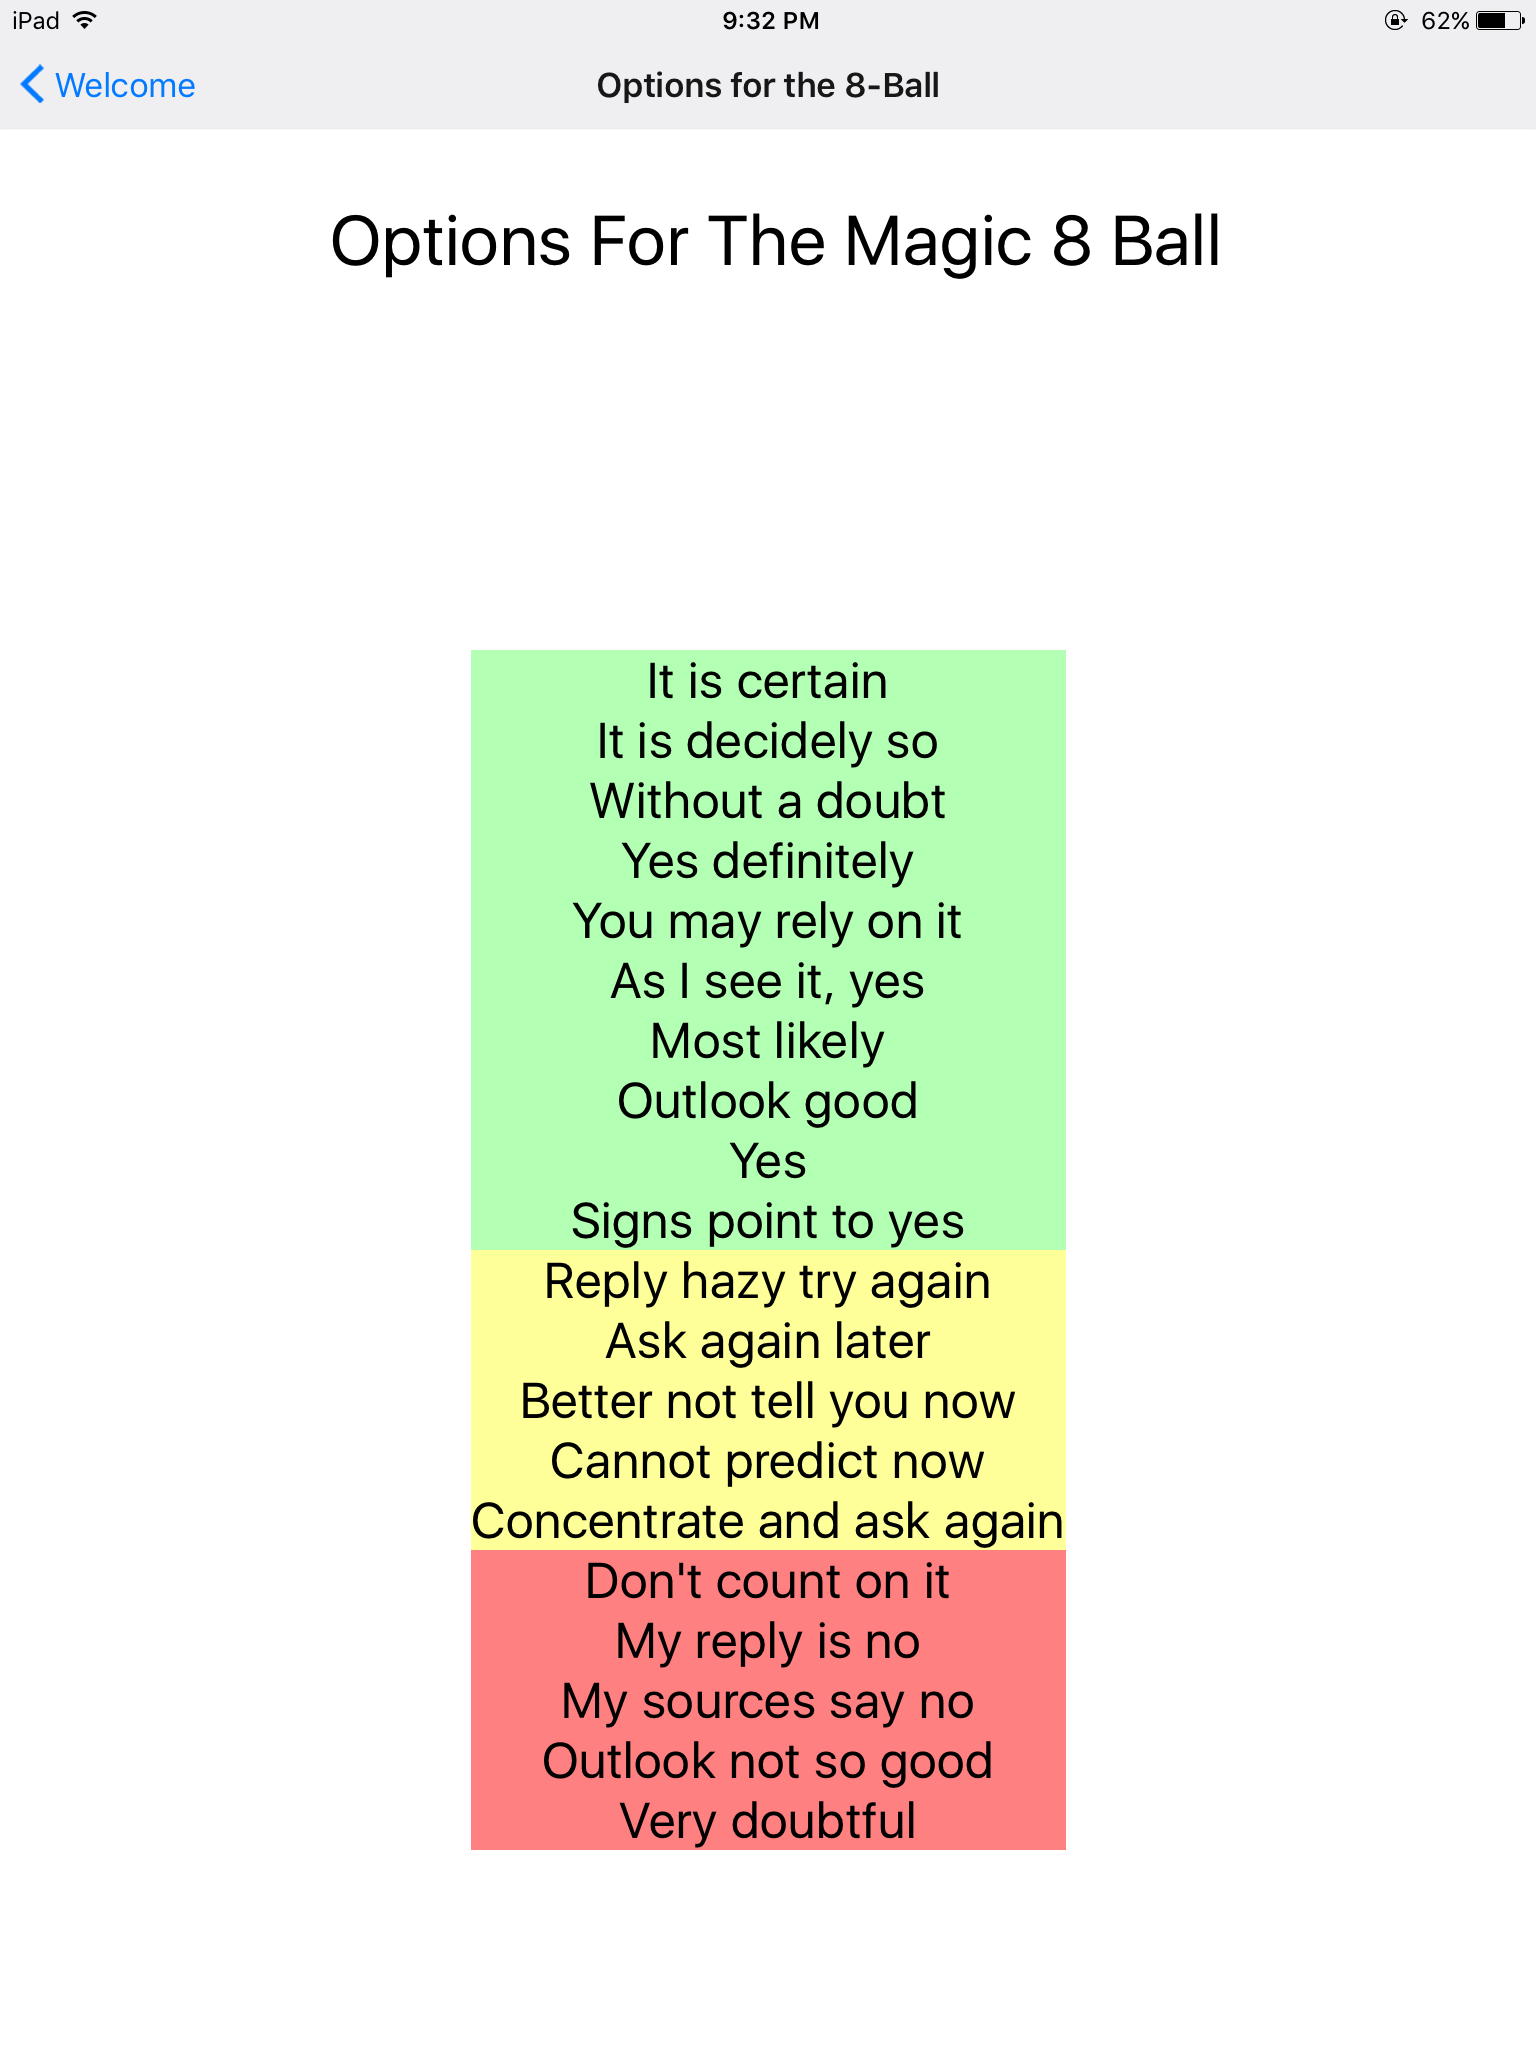 iPad 9:32 PM 62%
Welcome Options for the 8-Ball
Options For The Magic 8 Ball
It is certain
It is decidely so
Without a doubt
Yes definitely
You may rely on it
As I see it, yes
Most likely
Outlook good
Yes
Signs point to yes
Reply hazy try again
Ask again later
Better not tell you now
Cannot predict now
Concentrate and ask again
Don't count on it
My reply is no
My sources say no
Outlook not so good
Very doubtful